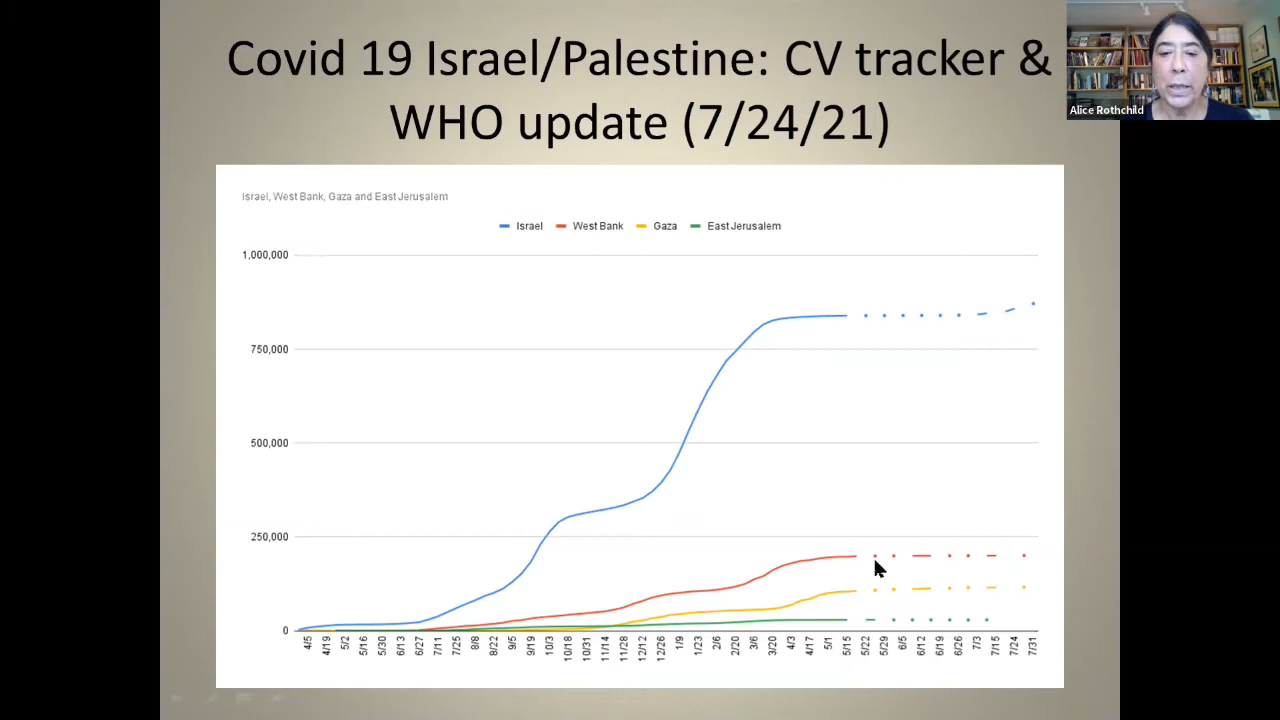 Covid 19 Israel/Palestine: CV tracker &
WHO update (7/24/21)
Alice Rothchild
Israel, West Bank, Gaza and East Jerusalem
Israel West Bank Gaza East Jerusalem
1,000,000
750,000
500,000
250,000
0
4/5 4/19 5/2 5/16 5/30 6/13 6/27 7/11 7/25 8/8 8/22 9/5 9/19 10/3 10/18 10/31 11/14 11/28 12/12 12/26 1/9 1/23 2/6 2/20 3/6 3/20 4/3 4/17 5/1 5/15 5/22 5/29 6/5 6/12 6/19 6/26 7/3 7/15 7/24 7/31